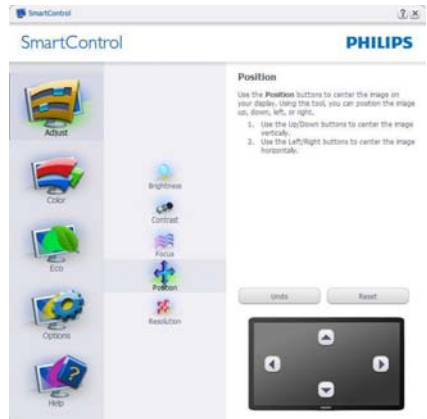 SmartControl
SmartControl
PHILIPS
Adjust
Color
Eco
Options
Help
Brightness
Contrast
Focus
Position
Resolution
Position
Use the Position buttons to center the image on
your display. Using the tool, you can position the image
up, down, left, or right.
1. Use the Up/Down buttons to center the image
vertically.
2. Use the Left/Right buttons to center the image
horizontally.
Undo
Reset